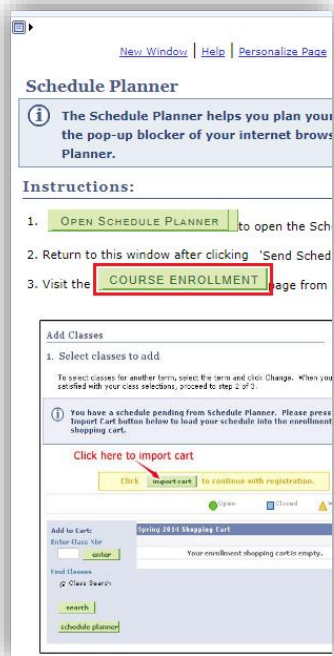 New Window | Help | Personalize Page
Schedule Planner
The Schedule Planner helps you plan your
the pop-up blocker of your internet brows
Planner.
Instructions:
1. OPEN SCHEDULE PLANNER to open the Sch
2. Return to this window after clicking 'Send Sched
3. Visit the COURSE ENROLLMENT page from
Add Classes
1. Select classes to add
To select classes for another term, select the term and click Change. When you
satisfied with your class selections, proceed to step 2 of 3.
You have a schedule pending from Schedule Planner. Please press
Import Cart button below to load your schedule into the enrollment
shopping cart.
Click here to import cart
Click import cart to continue with registration.
Open Closed W
Add to Cart: Spring 2014 Shopping Cart
Enter Class Nbr
enter Your enrollment shopping cart is empty.
Find Classes
Class Search
search
schedule planner